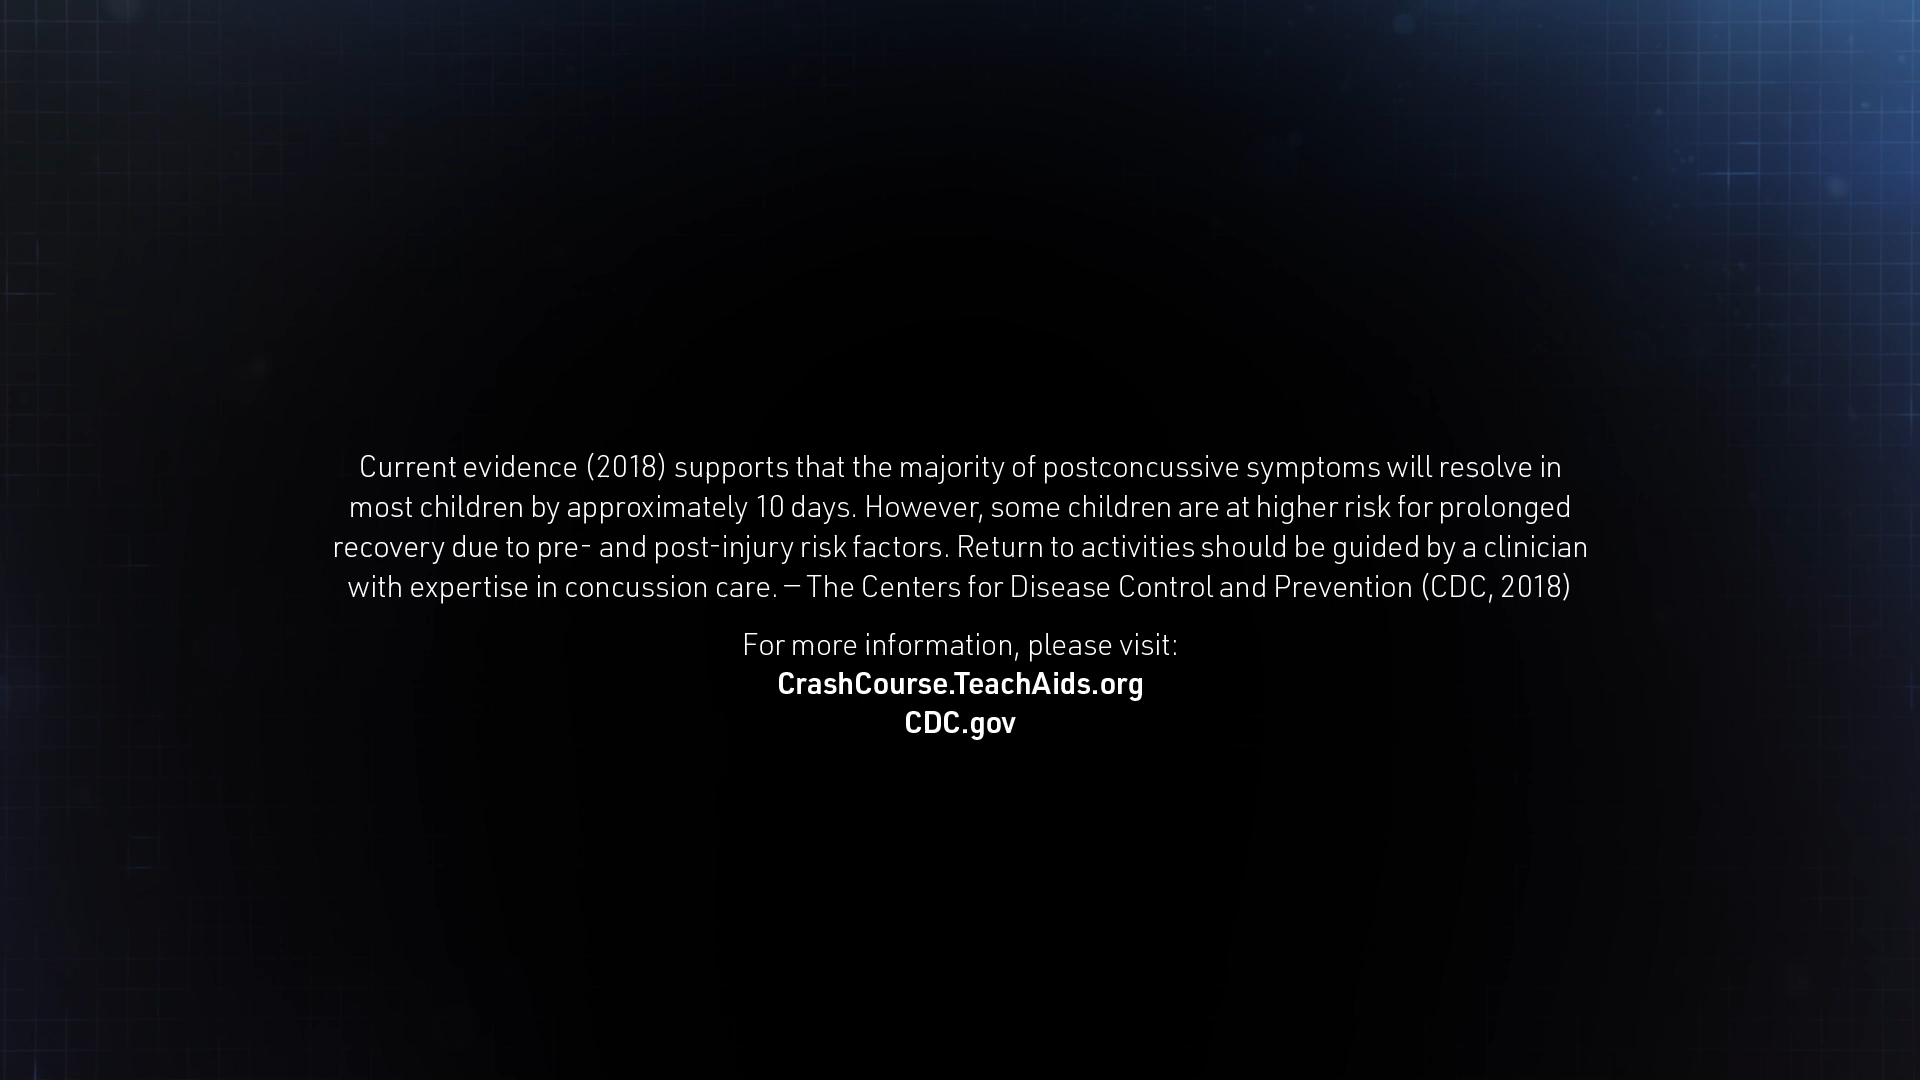 Current evidence (2018) supports that the majority of postconcussive symptoms will resolve in
most children by approximately 10 days. However, some children are at higher risk for prolonged
recovery due to pre- and post-injury risk factors. Return to activities should be guided by a clinician
with expertise in concussion care. — The Centers for Disease Control and Prevention (CDC, 2018)
For more information, please visit:
CrashCourse.TeachAids.org
CDC.gov